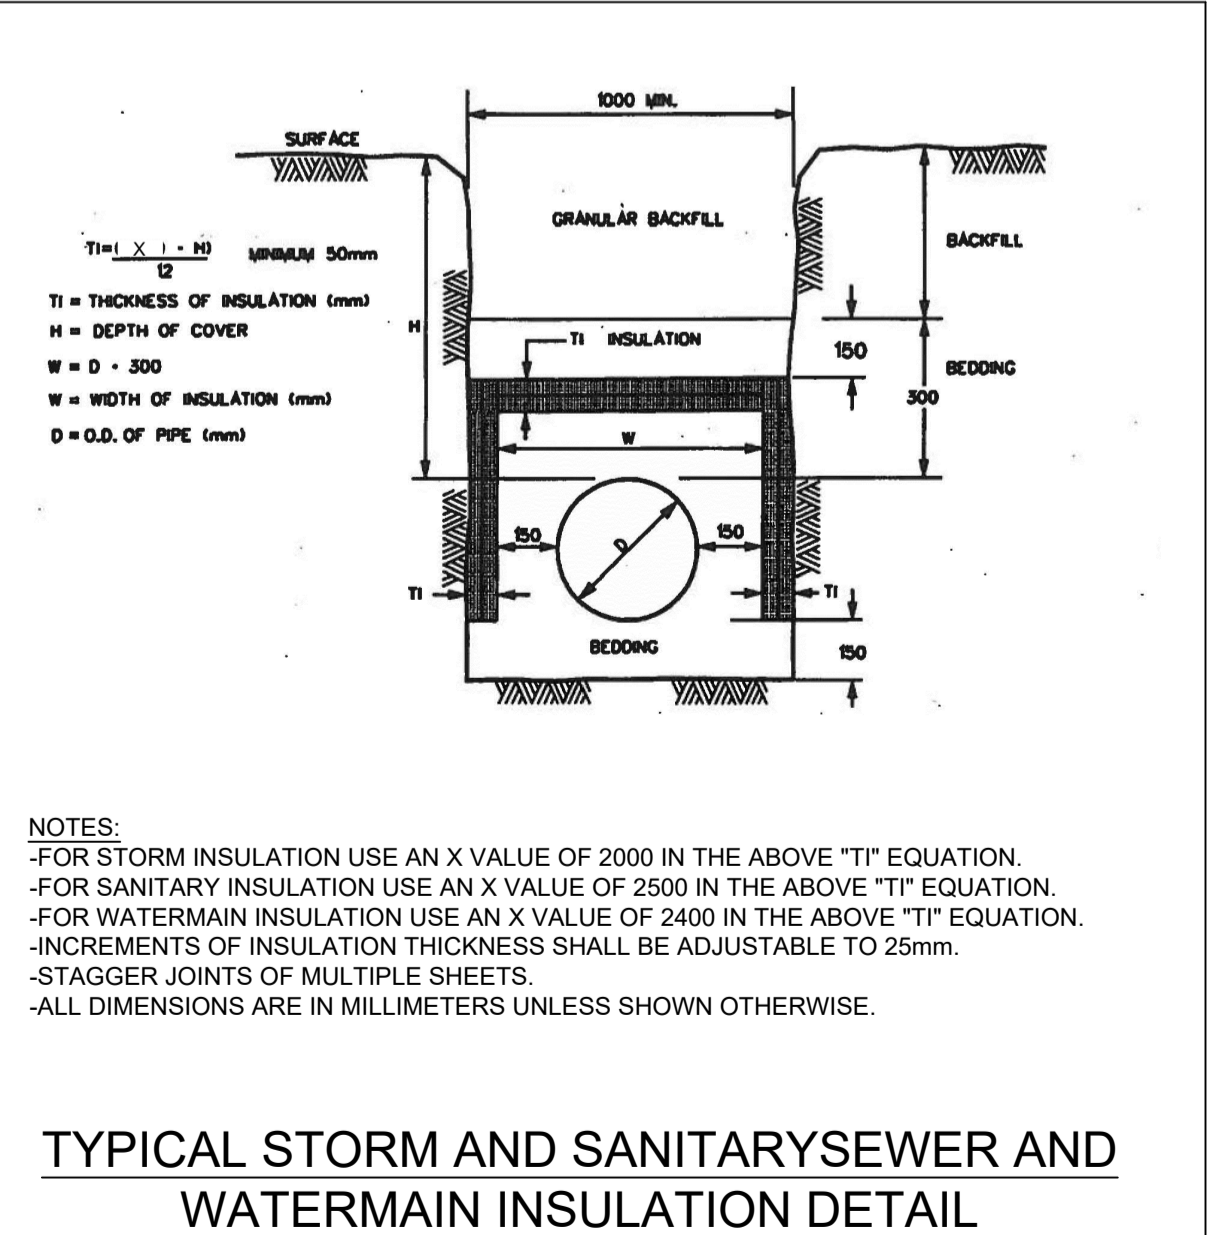 1000 MIN.
SURFACE
GRANULAR BACKFILL
TI=( X ) - H)
12
MINIMUM 50mm
BACKFILL
TI = THICKNESS OF INSULATION (mm)
H = DEPTH OF COVER
H
TI INSULATION
150
W = D + 300
BEDDING
300
W = WIDTH OF INSULATION (mm)
D = O.D. OF PIPE (mm)
W
150
D
150
TI
TI
BEDDING
150
NOTES:
-FOR STORM INSULATION USE AN X VALUE OF 2000 IN THE ABOVE "TI" EQUATION.
-FOR SANITARY INSULATION USE AN X VALUE OF 2500 IN THE ABOVE "TI" EQUATION.
-FOR WATERMAIN INSULATION USE AN X VALUE OF 2400 IN THE ABOVE "TI" EQUATION.
-INCREMENTS OF INSULATION THICKNESS SHALL BE ADJUSTABLE TO 25mm.
-STAGGER JOINTS OF MULTIPLE SHEETS.
-ALL DIMENSIONS ARE IN MILLIMETERS UNLESS SHOWN OTHERWISE.
TYPICAL STORM AND SANITARYSEWER AND
WATERMAIN INSULATION DETAIL